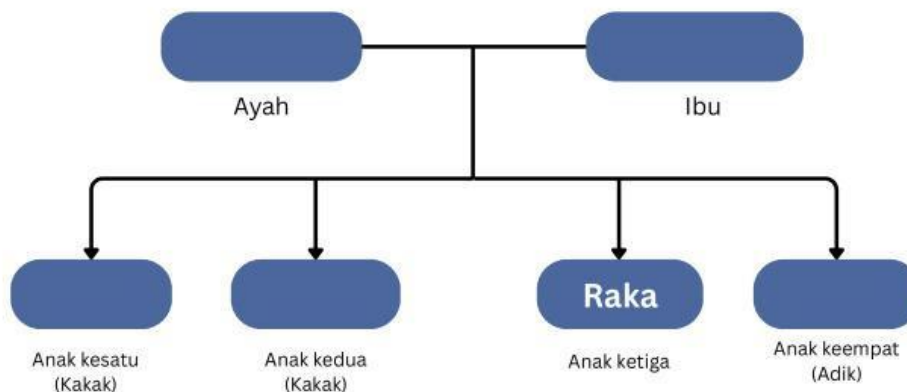 Ayah
Ibu
Raka
Anak kesatu
(Kakak)
Anak kedua
(Kakak)
Anak ketiga
Anak keempat
(Adik)